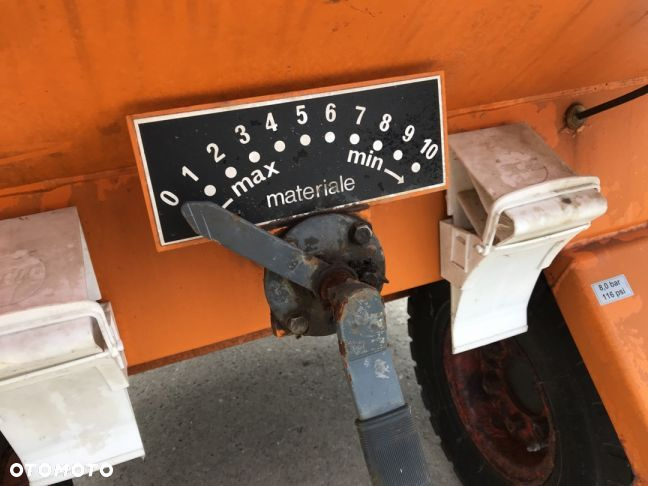 0 1 2 3 4 5 6 7 8 9 10
max min
materiale
8,0 bar
116 psi
OTOMOTO